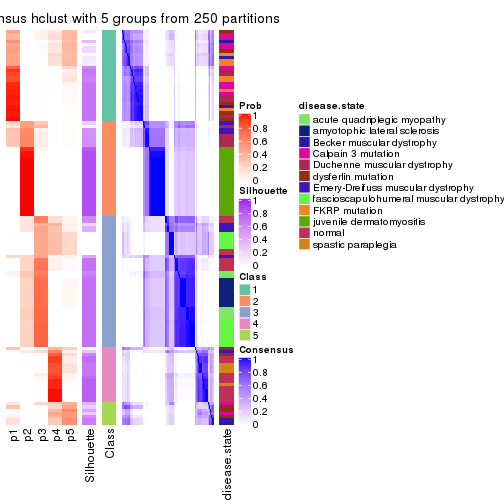 nsus hclust with 5 groups from 250 partitions
Prob
1
0.8
0.6
0.4
0.2
0
Silhouette
1
0.8
0.6
0.4
0.2
0
Class
1
2
3
4
5
Consensus
1
0.8
0.6
0.4
0.2
0
disease.state
acute quadriplegic myopathy
amyotophic lateral sclerosis
Becker muscular dystrophy
Calpain 3 mutation
Duchenne muscular dystrophy
dysferlin mutation
Emery-Dreifuss muscular dystrophy
fascioscapulohumeral muscular dystrophy
FKRP mutation
juvenile dermatomyositis
normal
spastic paraplegia
p1
p2
p3
p4
p5
Silhouette
Class
disease.state